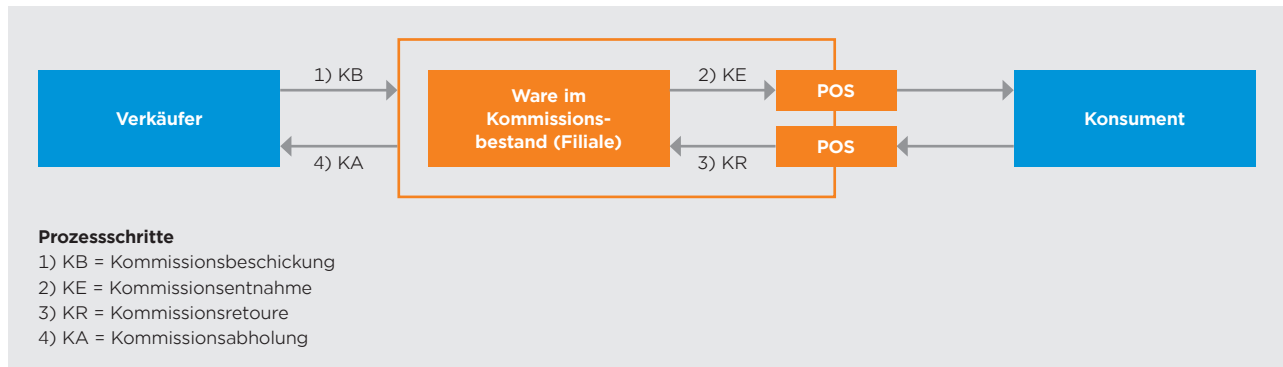 1) KB
2) KE
Verkäufer
Ware im
Kommissions-
bestand (Filiale)
POS
POS
Konsument
4) KA
3) KR
Prozessschritte
1) KB = Kommissionsbeschickung
2) KE = Kommissionsentnahme
3) KR = Kommissionsretoure
4) KA = Kommissionsabholung